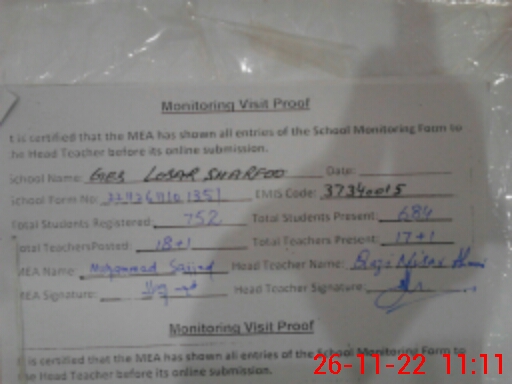 Monitoring Visit Proof
t is certified that the MEA has shown all entries of the School Monitoring Form to
he Head Teacher before its online submission.
School Name: GBES LOSAR SHARFOO Date:
School Form No: EMIS Code: 37340015
Total Students Registered: 752 Total Students Present: 684
Total TeachersPosted: 18+1 Total Teachers Present: 17+1
MEA Name: Muhammad Sajjad Head Teacher Name:
MEA Signature: Head Teacher Signature:
Monitoring Visit Proof
t is certified that the MEA has shown all entries of the School Monitoring Form to
he Head Teacher before its online submission.
26-11-22 11:11